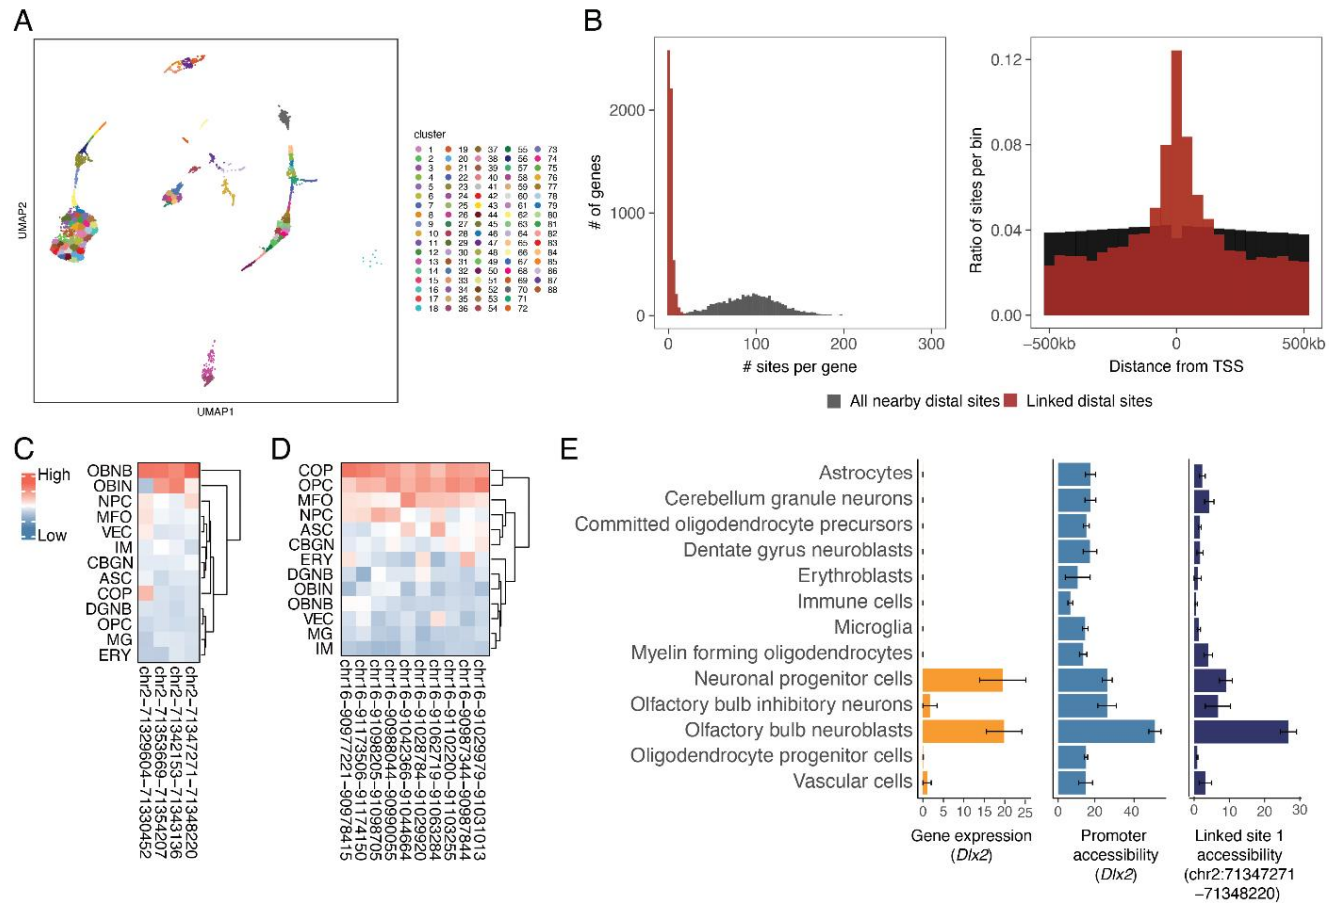 A
UMAP2
UMAP1
cluster
1 19 37 55 73
2 20 38 56 74
3 21 39 57 75
4 22 40 58 76
5 23 41 59 77
6 24 42 60 78
7 25 43 61 79
8 26 44 62 80
9 27 45 63 81
10 28 46 64 82
11 29 47 65 83
12 30 48 66 84
13 31 49 67 85
14 32 50 68 86
15 33 51 69 87
16 34 52 70 88
17 35 53 71
18 36 54 72
B
# of genes
2000
1000
0
0 100 200 300
# sites per gene
Ratio of sites per bin
0.12
0.08
0.04
0.00
−500kb 0 500kb
Distance from TSS
All nearby distal sites Linked distal sites
C
High
Low
OBNB
OBIN
NPC
MFO
VEC
IM
CBGN
ASC
COP
DGNB
OPC
MG
ERY
chr2−71329604−71330452
chr2−71353669−71354207
chr2−71342153−71343136
chr2−71347271−71348220
D
COP
OPC
MFO
NPC
ASC
CBGN
ERY
DGNB
OBIN
OBNB
VEC
MG
IM
chr16−90977221−90978415
chr16−91173506−91174150
chr16−91098205−91098705
chr16−90988044−90990055
chr16−91042366−91044664
chr16−91028784−91029920
chr16−91062719−91063284
chr16−91102200−91103255
chr16−90987344−90987844
chr16−91029979−91031013
E
Astrocytes
Cerebellum granule neurons
Committed oligodendrocyte precursors
Dentate gyrus neuroblasts
Erythroblasts
Immune cells
Microglia
Myelin forming oligodendrocytes
Neuronal progenitor cells
Olfactory bulb inhibitory neurons
Olfactory bulb neuroblasts
Oligodendrocyte progenitor cells
Vascular cells
0 5 10 15 20 25
Gene expression
(Dlx2)
0 20 40
Promoter
accessibility
(Dlx2)
0 10 20 30
Linked site 1
accessibility
(chr2:71347271
−71348220)